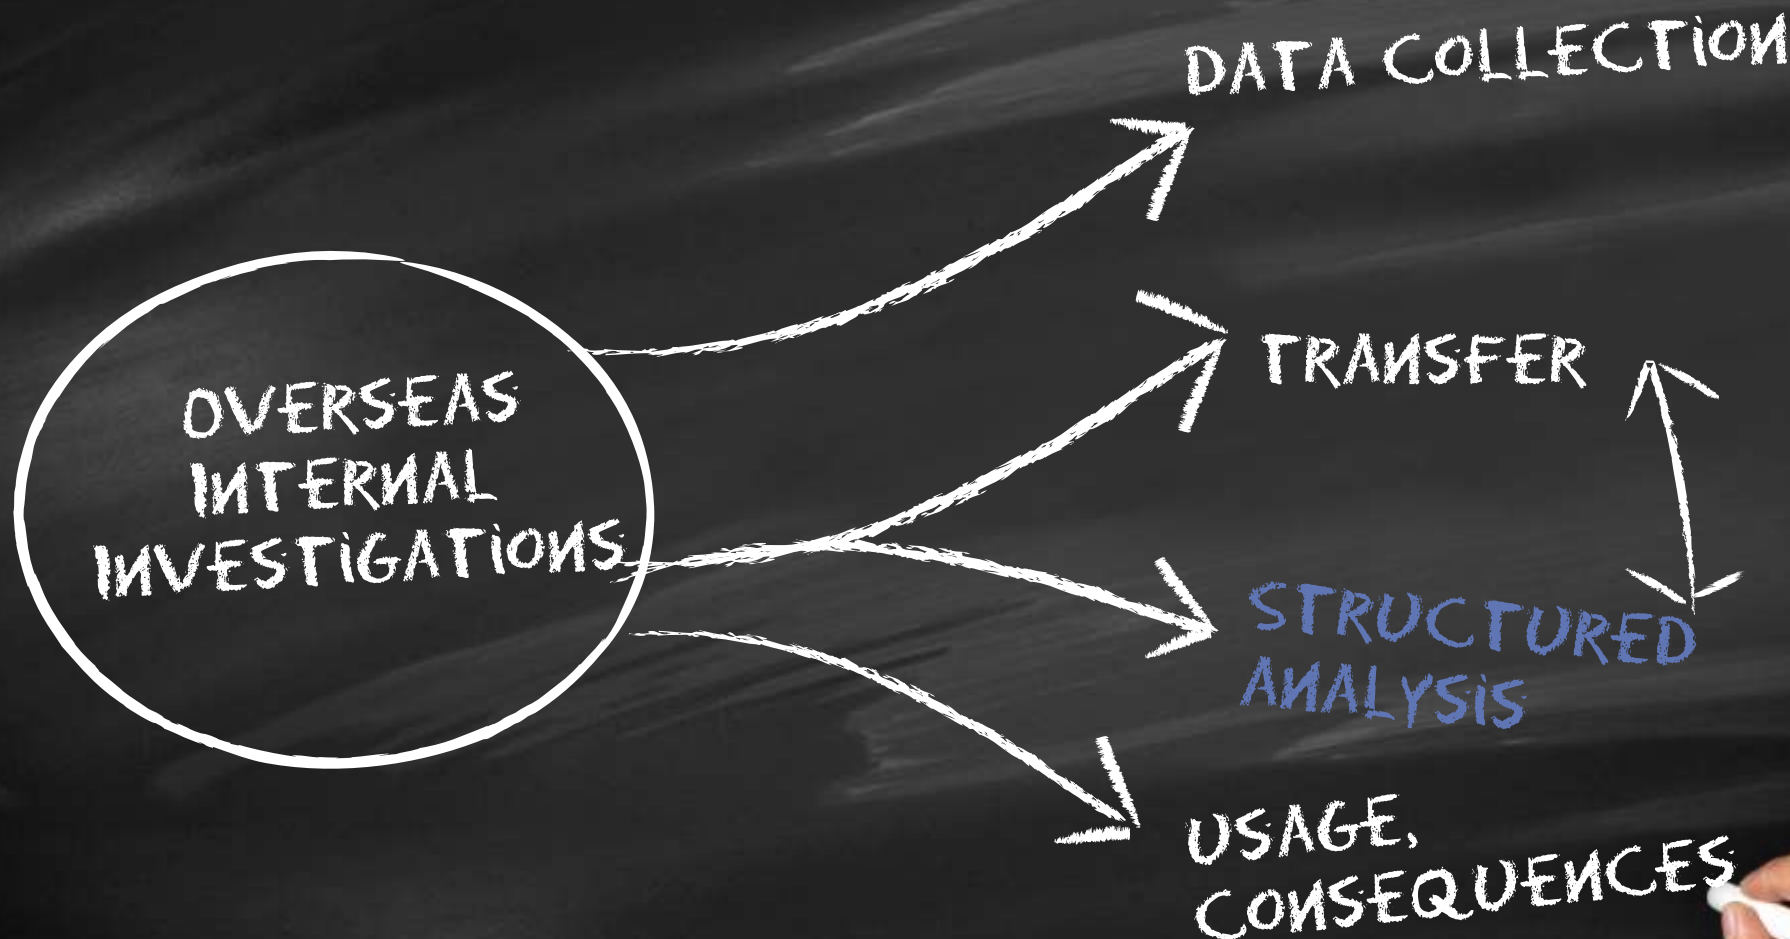 OVERSEAS
INTERNAL
INVESTIGATIONS
DATA COLLECTION
TRANSFER
STRUCTURED
ANALYSIS
USAGE,
CONSEQUENCES